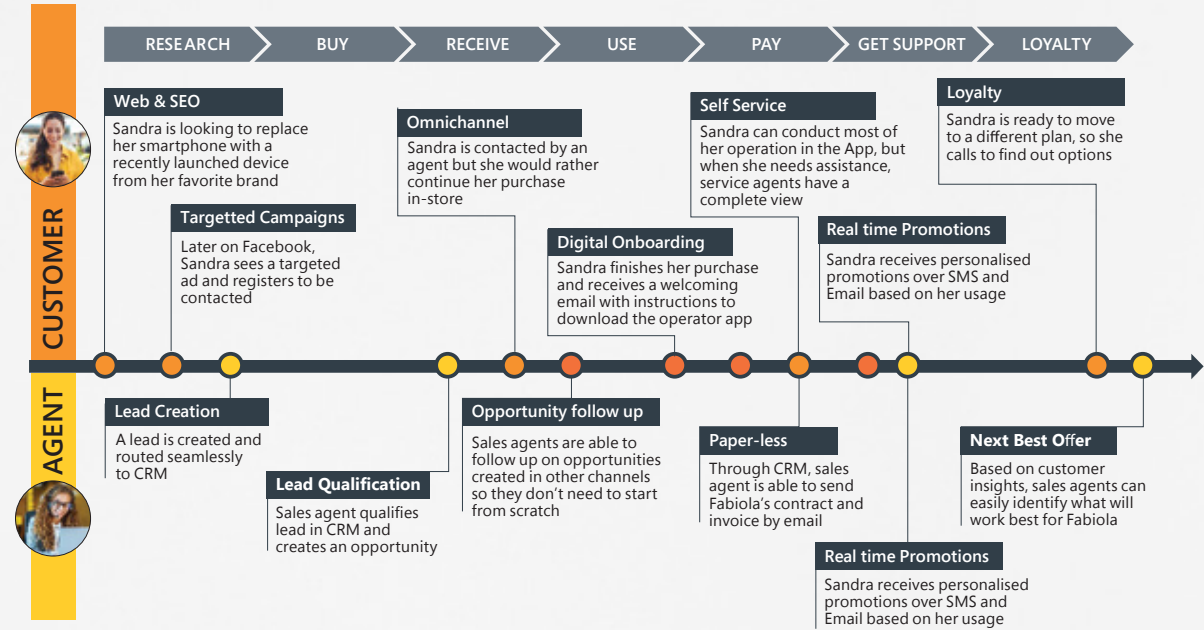 RESEARCH
BUY
RECEIVE
USE
PAY
GET SUPPORT
LOYALTY
CUSTOMER
Web & SEO
Sandra is looking to replace
her smartphone with a
recently launched device
from her favorite brand
Targetted Campaigns
Later on Facebook,
Sandra sees a targeted
ad and registers to be
contacted
Omnichannel
Sandra is contacted by an
agent but she would rather
continue her purchase
in-store
Digital Onboarding
Sandra finishes her purchase
and receives a welcoming
email with instructions to
download the operator app
Self Service
Sandra can conduct most of
her operation in the App, but
when she needs assistance,
service agents have a
complete view
Real time Promotions
Sandra receives personalised
promotions over SMS and
Email based on her usage
Loyalty
Sandra is ready to move
to a different plan, so she
calls to find out options
AGENT
Lead Creation
A lead is created and
routed seamlessly
to CRM
Lead Qualification
Sales agent qualifies
lead in CRM and
creates an opportunity
Opportunity follow up
Sales agents are able to
follow up on opportunities
created in other channels
so they don't need to start
from scratch
Paper-less
Through CRM, sales
agent is able to send
Fabiola's contract and
invoice by email
Real time Promotions
Sandra receives personalised
promotions over SMS and
Email based on her usage
Next Best Offer
Based on customer
insights, sales agents can
easily identify what will
work best for Fabiola